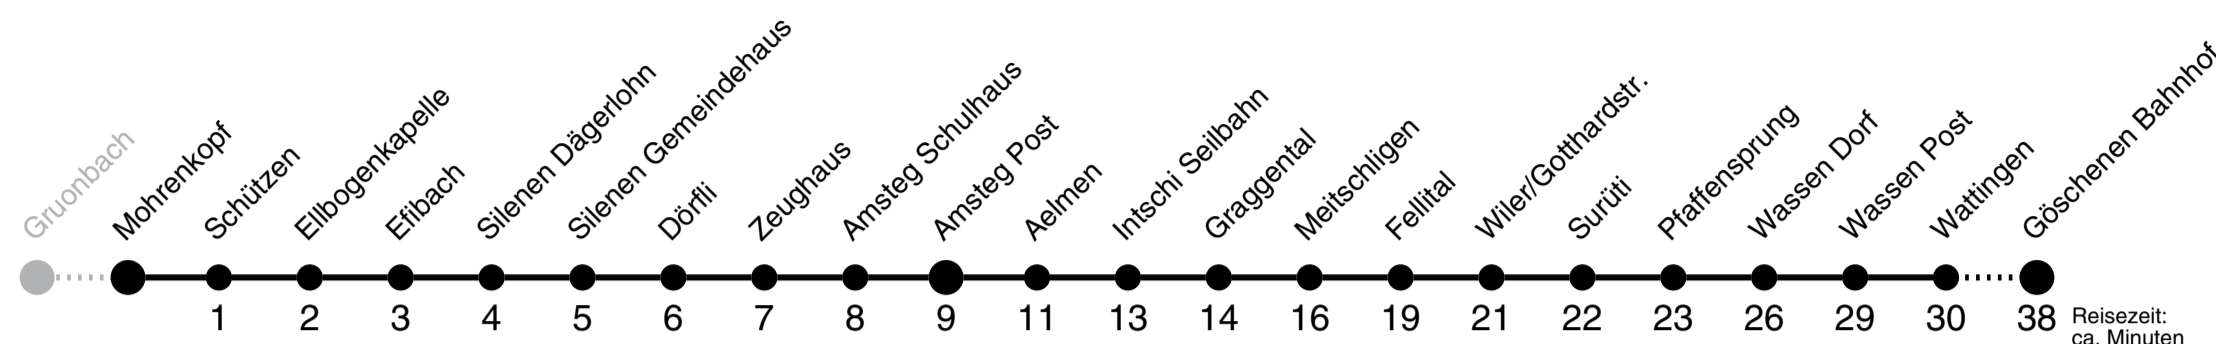 Gruonbach
Mohrenkopf
Schützen
Ellbogenkapelle
Efibach
Silenen Dägerlohn
Silenen Gemeindehaus
Dörfli
Zeughaus
Amsteg Schulhaus
Amsteg Post
Aelmen
Intschi Seilbahn
Graggental
Meitschligen
Fellital
Wiler/Gotthardstr.
Surüti
Pfaffensprung
Wassen Dorf
Wassen Post
Wattingen
Göschenen Bahnhof
1 2 3 4 5 6 7 8 9 11 13 14 16 19 21 22 23 26 29 30 38
Reisezeit:
ca. Minuten